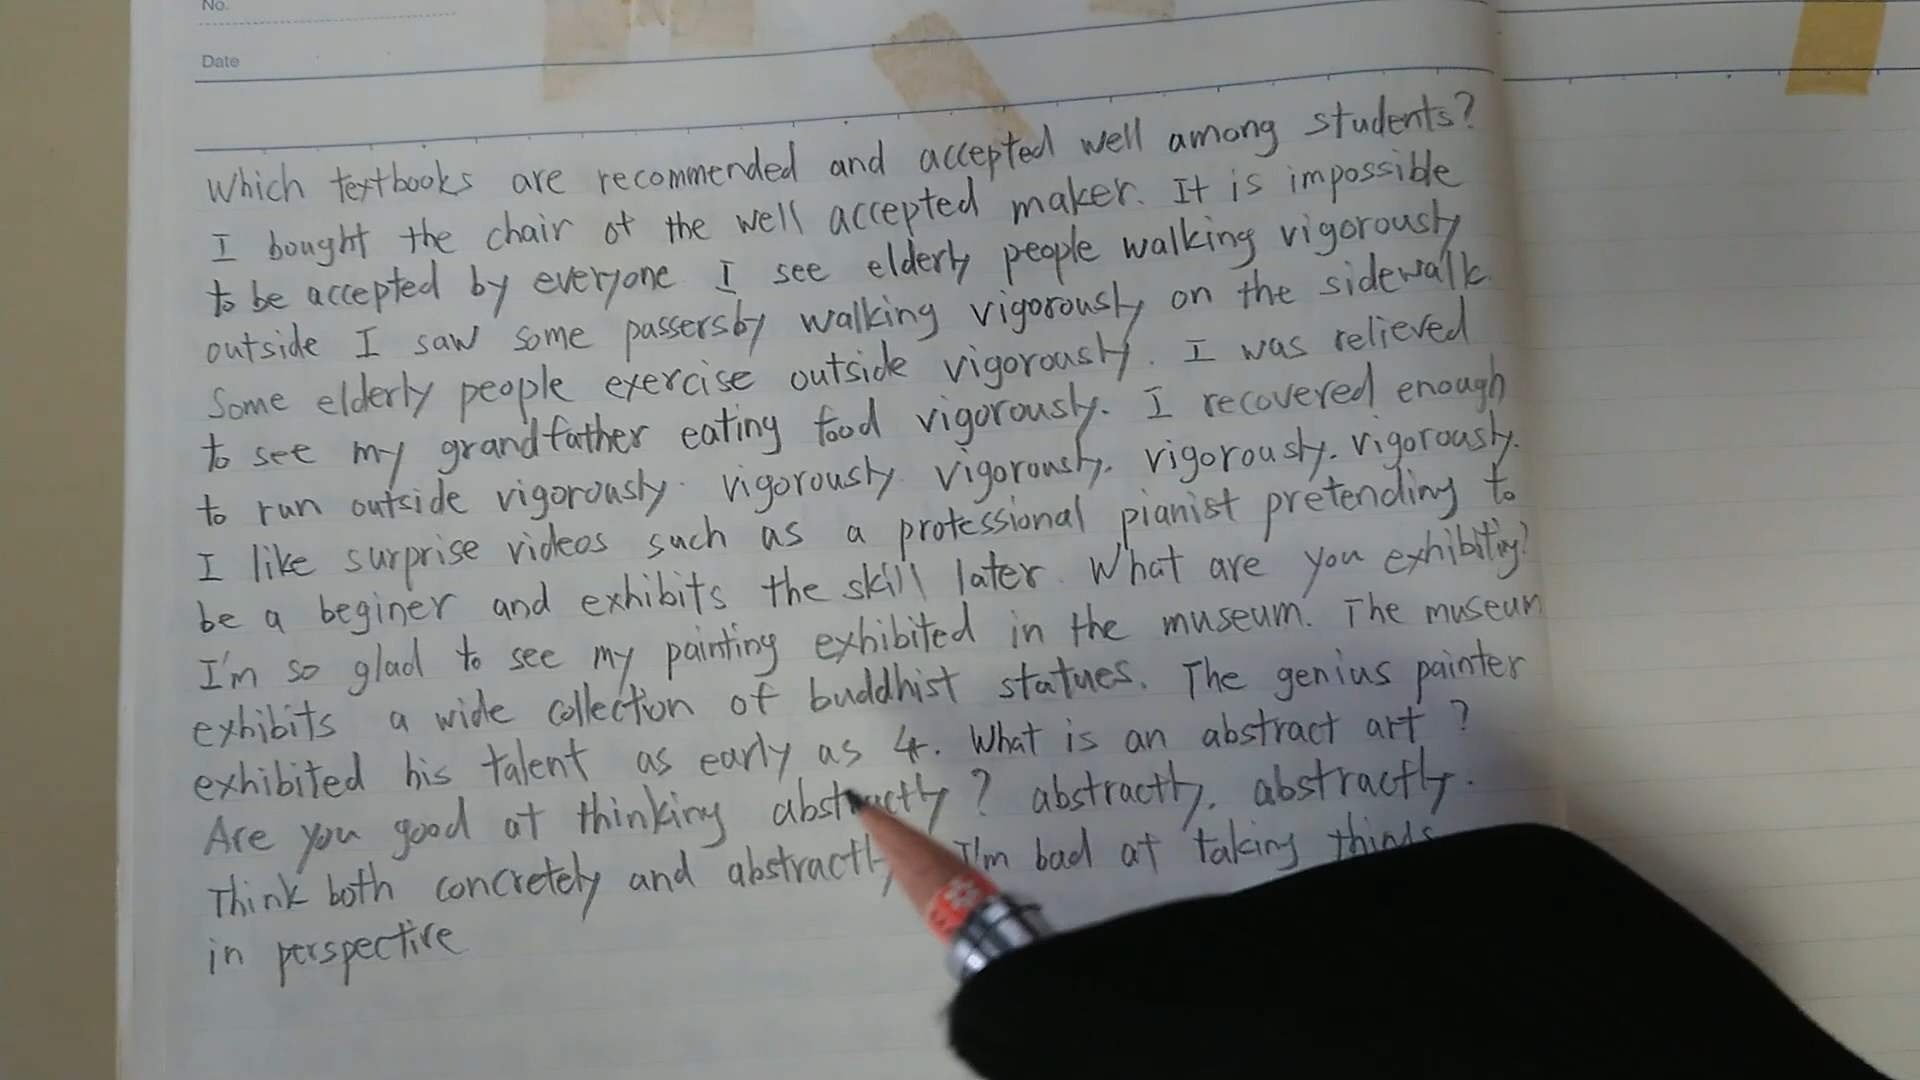 No.
Date
Which textbooks are recommended and accepted well among students?
I bought the chair of the well accepted maker. It is impossible
to be accepted by everyone I see elderly people walking vigorously
outside I saw some passersby walking vigorously on the sidewalk.
Some elderly people exercise outside vigorously. I was relieved
to see my grandfather eating food vigorously. I recovered enough
to run outside vigorously. vigorously. vigorously. vigorously. vigorously.
I like surprise videos such as a professional pianist pretending to
be a beginer and exhibits the skill later. What are you exhibiting?
I'm so glad to see my painting exhibited in the museum. The museum
exhibits a wide collection of buddhist statues. The genius painter
exhibited his talent as early as 4. What is an abstract art?
Are you good at thinking abstractly? abstractly. abstractly.
Think both concretely and abstractly I'm bad at taking things
in perspective